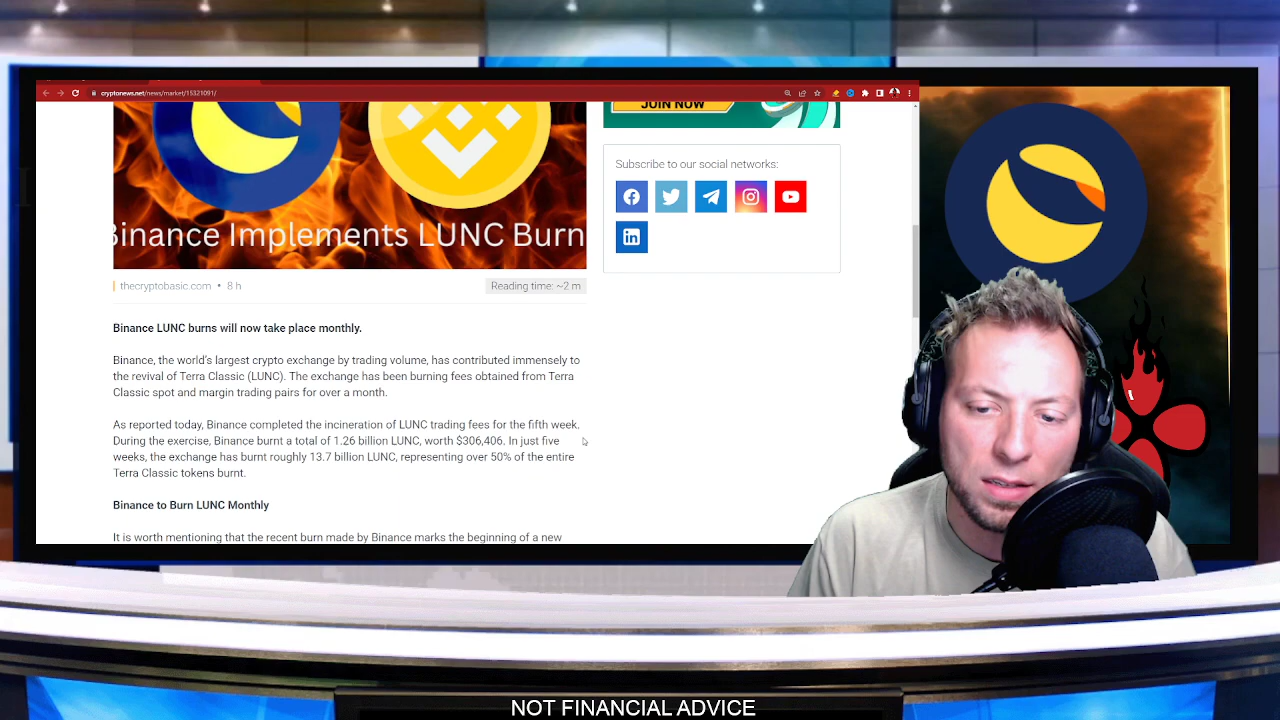 cryptonews.net/news/market/15321091/
JOIN NOW
Subscribe to our social networks:
Binance Implements LUNC Burn
thecryptobasic.com • 8 h
Reading time: ~2 m
Binance LUNC burns will now take place monthly.
Binance, the world's largest crypto exchange by trading volume, has contributed immensely to
the revival of Terra Classic (LUNC). The exchange has been burning fees obtained from Terra
Classic spot and margin trading pairs for over a month.
As reported today, Binance completed the incineration of LUNC trading fees for the fifth week.
During the exercise, Binance burnt a total of 1.26 billion LUNC, worth $306,406. In just five
weeks, the exchange has burnt roughly 13.7 billion LUNC, representing over 50% of the entire
Terra Classic tokens burnt.
Binance to Burn LUNC Monthly
It is worth mentioning that the recent burn made by Binance marks the beginning of a new
NOT FINANCIAL ADVICE